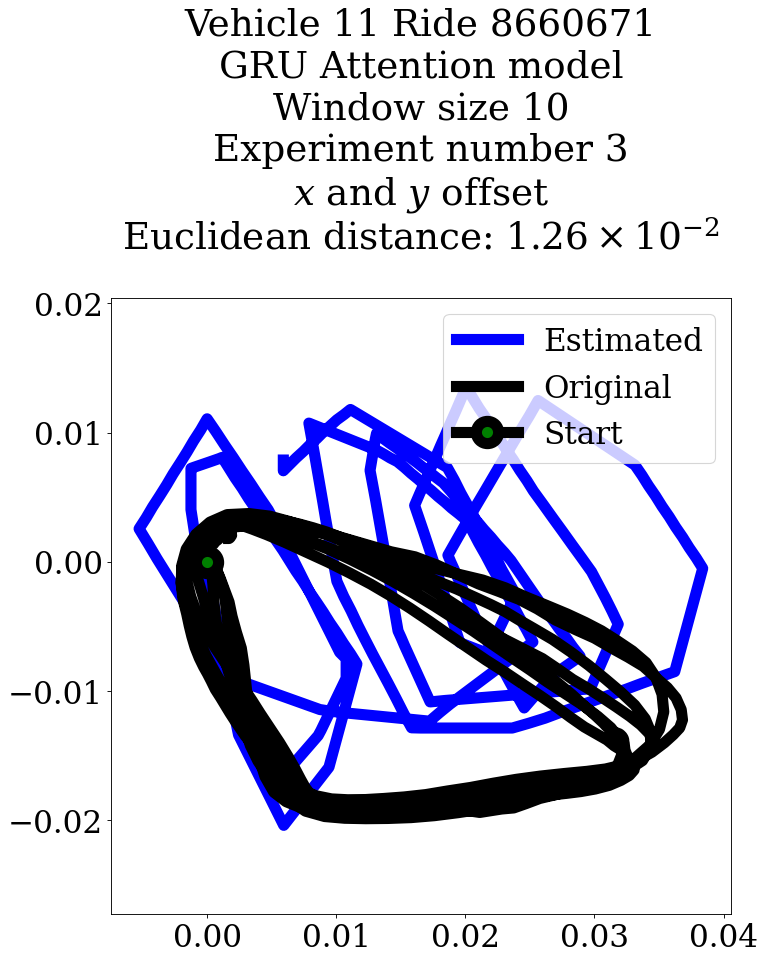 Vehicle 11 Ride 8660671
GRU Attention model
Window size 10
Experiment number 3
x and y offset
Euclidean distance: 1.26 × 10⁻²
0.02
0.01
0.00
−0.01
−0.02
Estimated
Original
Start
0.00 0.01 0.02 0.03 0.04